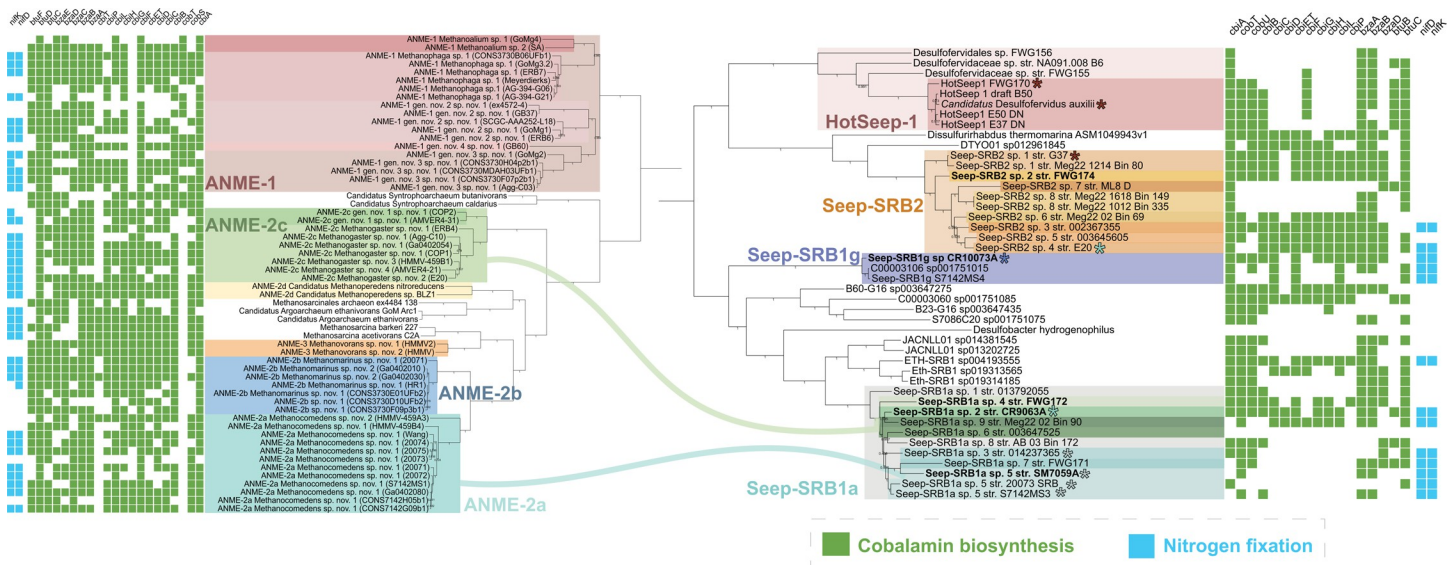 nifK
nifD
btuF
btuD
btuC
bzaE
bzaD
bzaC
bzaB
bzaA
cbiP
cbiL
cbiH
cbiG
cbiF
cbiET
cbiD
cbiC
cbiB
cobT
cobS
cbiA
ANME-1 Methanoalium sp. 1 (GoMg4)
ANME-1 Methanoalium sp. 2 (SA)
ANME-1 Methanophaga sp. 1 (CONS3730B06UFb1)
ANME-1 Methanophaga sp. 1 (GoMg3.2)
ANME-1 Methanophaga sp. 1 (ERB7)
ANME-1 Methanophaga sp. 1 (Meyerdierks)
ANME-1 Methanophaga sp. 1 (AG-394-G06)
ANME-1 Methanophaga sp. 1 (AG-394-G21)
ANME-1 gen. nov. 2 sp. nov. 1 (ex4572-4)
ANME-1 gen. nov. 2 sp. nov. 1 (GB37)
ANME-1 gen. nov. 2 sp. nov. 1 (SCGC-AAA252-L18)
ANME-1 gen. nov. 2 sp. nov. 1 (GoMg1)
ANME-1 gen. nov. 2 sp. nov. 1 (ERB6)
ANME-1 gen. nov. 4 sp. nov. 1 (GB60)
ANME-1 gen. nov. 3 sp. nov. 1 (GoMg2)
ANME-1 gen. nov. 3 sp. nov. 1 (CONS3730H04p2b1)
ANME-1 gen. nov. 3 sp. nov. 1 (CONS3730MDAH03UFb1)
ANME-1 gen. nov. 3 sp. nov. 1 (CONS3730F07p2b1)
ANME-1 gen. nov. 3 sp. nov. 1 (Agg-C03)
ANME-1
Candidatus Syntrophoarchaeum butanivorans
Candidatus Syntrophoarchaeum caldarius
ANME-2c gen. nov. 1 sp. nov. 1 (COP2)
ANME-2c gen. nov. 1 sp. nov. 1 (AMVER4-31)
ANME-2c Methanogaster sp. nov. 1 (ERB4)
ANME-2c Methanogaster sp. nov. 1 (Agg-C10)
ANME-2c Methanogaster sp. nov. 1 (Ga0402054)
ANME-2c Methanogaster sp. nov. 1 (COP1)
ANME-2c Methanogaster sp. nov. 3 (HMMV-459B1)
ANME-2c Methanogaster sp. nov. 4 (AMVER4-21)
ANME-2c Methanogaster sp. nov. 2 (E20)
ANME-2c
ANME-2d Candidatus Methanoperedens nitroreducens
ANME-2d Candidatus Methanoperedens sp. BLZ1
Methanosarcinales archaeon ex4484 138
Candidatus Argoarchaeum ethanivorans GoM Arc1
Candidatus Argoarchaeum ethanivorans
Methanosarcina barkeri 227
Methanosarcina acetivorans C2A
ANME-3 Methanovorans sp. nov. 1 (HMMV2)
ANME-3 Methanovorans sp. nov. 2 (HMMV)
ANME-2b Methanomarinus sp. nov. 1 (20071)
ANME-2b Methanomarinus sp. nov. 2 (Ga0402010 )
ANME-2b Methanomarinus sp. nov. 2 (Ga0402030)
ANME-2b Methanomarinus sp. nov. 1 (HR1)
ANME-2b sp. nov. 1 (CONS3730E01UFb2)
ANME-2b sp. nov. 1 (CONS3730D10UFb2)
ANME-2b sp. nov. 1 (CONS3730F09p3b1)
ANME-2b
ANME-2a Methanocomedens sp. nov. 2 (HMMV-459A3)
ANME-2a Methanocomedens sp. nov. 1 (HMMV-459B4)
ANME-2a Methanocomedens sp. nov. 1 (Wang)
ANME-2a Methanocomedens sp. nov. 1 (20074)
ANME-2a Methanocomedens sp. nov. 1 (20075)
ANME-2a Methanocomedens sp. nov. 1 (20073)
ANME-2a Methanocomedens sp. nov. 1 (20071)
ANME-2a Methanocomedens sp. nov. 1 (20072)
ANME-2a Methanocomedens sp. nov. 1 (S7142MS1)
ANME-2a Methanocomedens sp. nov. 1 (Ga0402080)
ANME-2a Methanocomedens sp. nov. 1 (CONS7142H05b1)
ANME-2a Methanocomedens sp. nov. 1 (CONS7142G09b1)
ANME-2a
Desulfofervidales sp. FWG156
Desulfofervidaceae sp. str. NA091.008 B6
Desulfofervidaceae sp. str. FWG155
HotSeep1 FWG170
HotSeep 1 draft B50
Candidatus Desulfofervidus auxilii
HotSeep1 E50 DN
HotSeep1 E37 DN
HotSeep-1
Dissulfurirhabdus thermomarina ASM1049943v1
DTYO01 sp012961845
Seep-SRB2 sp. 1 str. G37
Seep-SRB2 sp. 1 str. Meg22 1214 Bin 80
Seep-SRB2 sp. 2 str. FWG174
Seep-SRB2 sp. 7 str. ML8 D
Seep-SRB2 sp. 8 str. Meg22 1618 Bin 149
Seep-SRB2 sp. 8 str. Meg22 1012 Bin 335
Seep-SRB2 sp. 6 str. Meg22 02 Bin 69
Seep-SRB2 sp. 3 str. 002367355
Seep-SRB2 sp. 5 str. 003645605
Seep-SRB2 sp. 4 str. E20
Seep-SRB2
Seep-SRB1g sp CR10073A
C00003106 sp001751015
Seep-SRB1g S7142MS4
Seep-SRB1g
B60-G16 sp003647275
C00003060 sp001751085
B23-G16 sp003647435
S7086C20 sp001751075
Desulfobacter hydrogenophilus
JACNLL01 sp014381545
JACNLL01 sp013202725
ETH-SRB1 sp004193555
Eth-SRB1 sp019313565
Eth-SRB1 sp019314185
Seep-SRB1a sp. 1 str. 013792055
Seep-SRB1a sp. 4 str. FWG172
Seep-SRB1a sp. 2 str. CR9063A
Seep-SRB1a sp. 9 str. Meg22 02 Bin 90
Seep-SRB1a sp. 6 str. 003647525
Seep-SRB1a sp. 8 str. AB 03 Bin 172
Seep-SRB1a sp. 3 str. 014237365
Seep-SRB1a sp. 7 str. FWG171
Seep-SRB1a sp. 5 str. SM7059A
Seep-SRB1a sp. 5 str. 20073 SRB
Seep-SRB1a sp. 5 str. S7142MS3
Seep-SRB1a
cbiA
cobT
cobU
cbiB
cbiC
cbiD
cbiET
cbiF
cbiG
cbiH
cbiL
cbiP
bzaA
bzaB
bzaD
btuB
btuC
nifD
nifK
Cobalamin biosynthesis
Nitrogen fixation